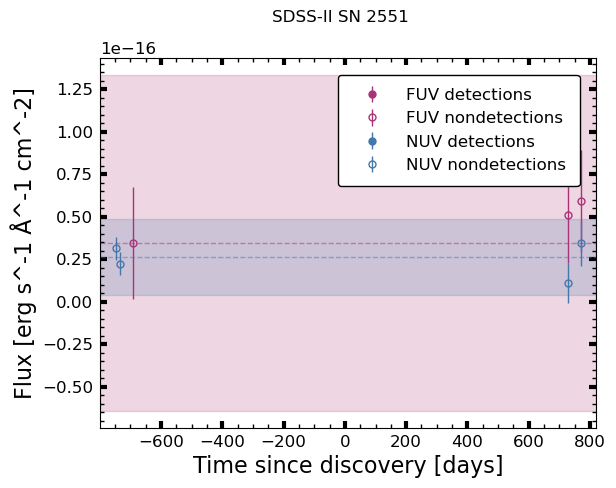 SDSS-II SN 2551
1e−16
FUV detections
FUV nondetections
NUV detections
NUV nondetections
1.25
1.00
0.75
0.50
0.25
0.00
−0.25
−0.50
Flux [erg s^-1 Å^-1 cm^-2]
−600 −400 −200 0 200 400 600 800
Time since discovery [days]